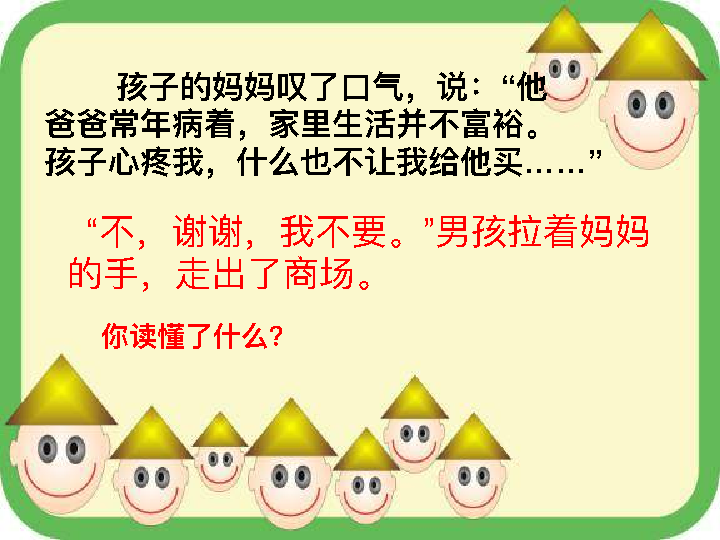 孩子的妈妈叹了口气，说：“他
爸爸常年病着，家里生活并不富裕。
孩子心疼我，什么也不让我给他买……”
“不，谢谢，我不要。”男孩拉着妈妈
的手，走出了商场。
你读懂了什么？